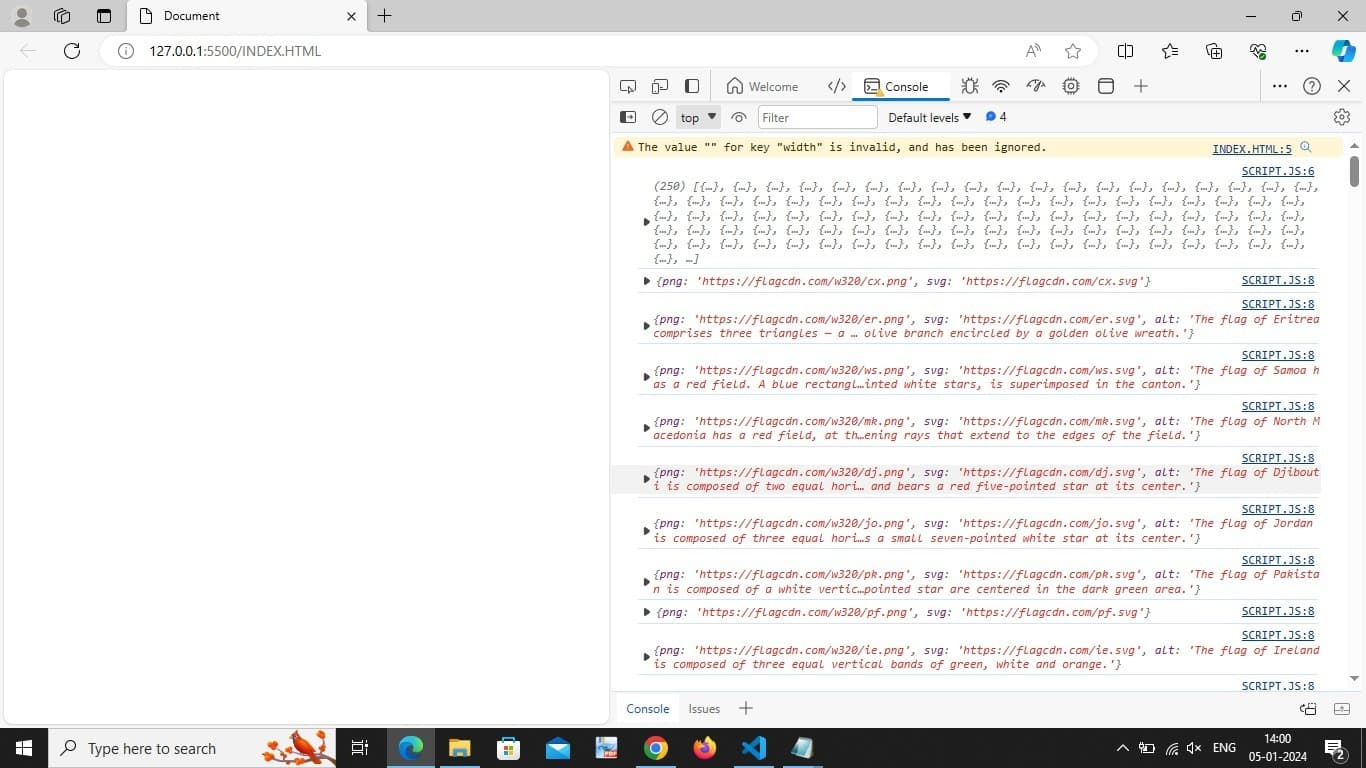 Document
127.0.0.1:5500/INDEX.HTML
Welcome
Console
top
Filter
Default levels
4
The value "" for key "width" is invalid, and has been ignored.
INDEX.HTML:5
SCRIPT.JS:6
(250) [{…}, {…}, {…}, {…}, {…}, {…}, {…}, {…}, {…}, {…}, {…}, {…}, {…}, {…}, {…}, {…}, {…}, {…}, {…}, {…},
{…}, {…}, {…}, {…}, {…}, {…}, {…}, {…}, {…}, {…}, {…}, {…}, {…}, {…}, {…}, {…}, {…}, {…}, {…}, {…},
{…}, {…}, {…}, {…}, {…}, {…}, {…}, {…}, {…}, {…}, {…}, {…}, {…}, {…}, {…}, {…}, {…}, {…}, {…}, {…},
{…}, {…}, {…}, {…}, {…}, {…}, {…}, {…}, {…}, {…}, {…}, {…}, {…}, {…}, {…}, {…}, {…}, {…}, {…}, {…},
{…}, {…}, {…}, {…}, {…}, {…}, {…}, {…}, {…}, {…}, {…}, {…}, {…}, {…}, {…}, {…}, {…}, {…}, {…}, {…},
{…}, …]
{png: 'https://flagcdn.com/w320/cx.png', svg: 'https://flagcdn.com/cx.svg'}
SCRIPT.JS:8
SCRIPT.JS:8
{png: 'https://flagcdn.com/w320/er.png', svg: 'https://flagcdn.com/er.svg', alt: 'The flag of Eritrea
comprises three triangles — a … olive branch encircled by a golden olive wreath.'}
SCRIPT.JS:8
{png: 'https://flagcdn.com/w320/ws.png', svg: 'https://flagcdn.com/ws.svg', alt: 'The flag of Samoa h
as a red field. A blue rectangl…inted white stars, is superimposed in the canton.'}
SCRIPT.JS:8
{png: 'https://flagcdn.com/w320/mk.png', svg: 'https://flagcdn.com/mk.svg', alt: 'The flag of North M
acedonia has a red field, at th…ening rays that extend to the edges of the field.'}
SCRIPT.JS:8
{png: 'https://flagcdn.com/w320/dj.png', svg: 'https://flagcdn.com/dj.svg', alt: 'The flag of Djibout
i is composed of two equal hori… and bears a red five-pointed star at its center.'}
SCRIPT.JS:8
{png: 'https://flagcdn.com/w320/jo.png', svg: 'https://flagcdn.com/jo.svg', alt: 'The flag of Jordan
is composed of three equal hori…s a small seven-pointed white star at its center.'}
SCRIPT.JS:8
{png: 'https://flagcdn.com/w320/pk.png', svg: 'https://flagcdn.com/pk.svg', alt: 'The flag of Pakista
n is composed of a white vertic…pointed star are centered in the dark green area.'}
{png: 'https://flagcdn.com/w320/pf.png', svg: 'https://flagcdn.com/pf.svg'}
SCRIPT.JS:8
SCRIPT.JS:8
{png: 'https://flagcdn.com/w320/ie.png', svg: 'https://flagcdn.com/ie.svg', alt: 'The flag of Ireland
is composed of three equal vertical bands of green, white and orange.'}
SCRIPT.JS:8
Console
Issues
Type here to search
ENG
14:00
05-01-2024
2